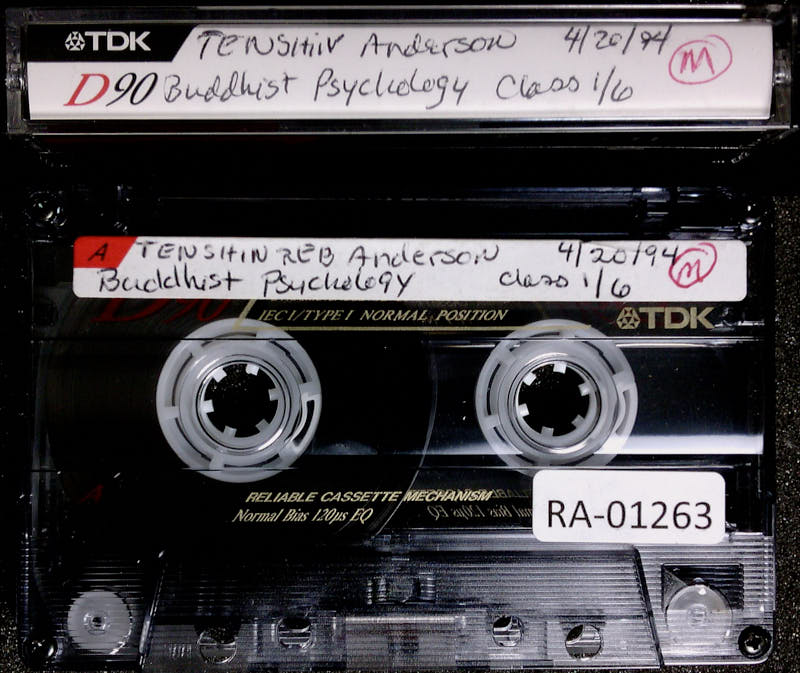 TDK TENSHIN Anderson 4/20/94 M
D90 Buddhist Psychology Class 1/6
A TENSHIN REB Anderson 4/20/94 M
Buddhist Psychology class 1/6
D90 IEC I/TYPE I NORMAL POSITION TDK
A RELIABLE CASSETTE MECHANISM
Normal Bias 120µs EQ
RA-01263